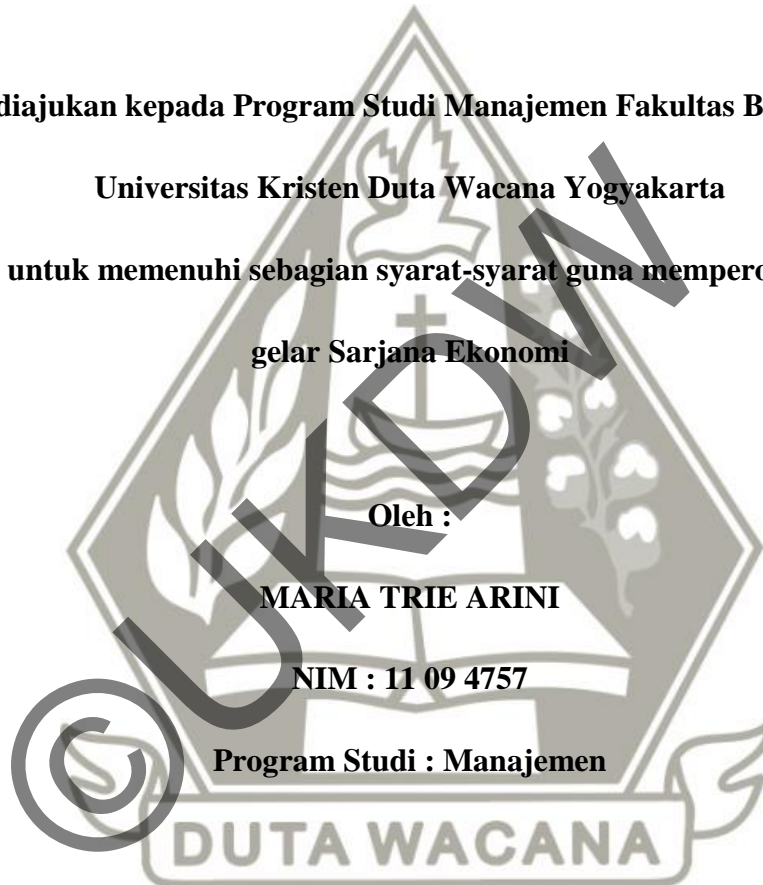 diajukan kepada Program Studi Manajemen Fakultas B
Universitas Kristen Duta Wacana Yogyakarta
untuk memenuhi sebagian syarat-syarat guna mempero
gelar Sarjana Ekonomi
Oleh :
MARIA TRIE ARINI
NIM : 11 09 4757
Program Studi : Manajemen
DUTA WACANA
©UKDW